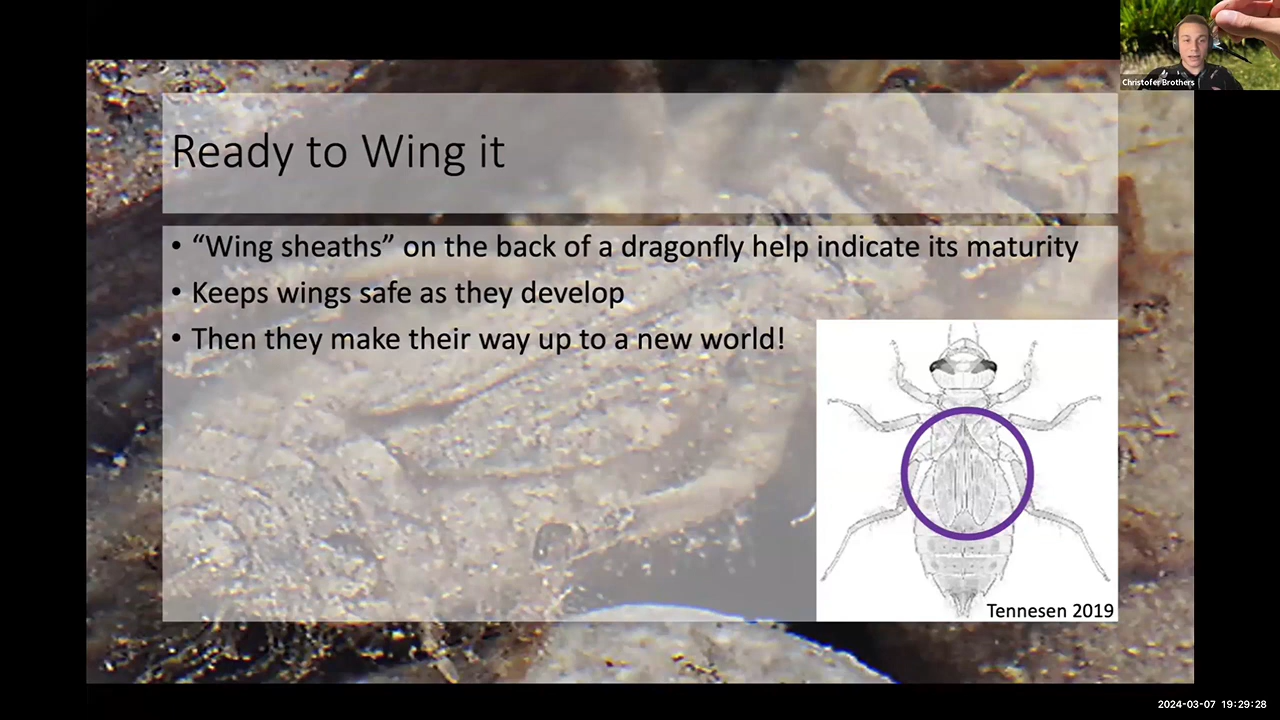 Christofer Brothers
Ready to Wing it
• “Wing sheaths” on the back of a dragonfly help indicate its maturity
• Keeps wings safe as they develop
• Then they make their way up to a new world!
Tennesen 2019
2024-03-07 19:29:28